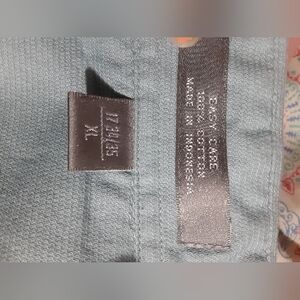 EASY CARE
100% COTTON
MADE IN INDONESIA
17 34/35
XL